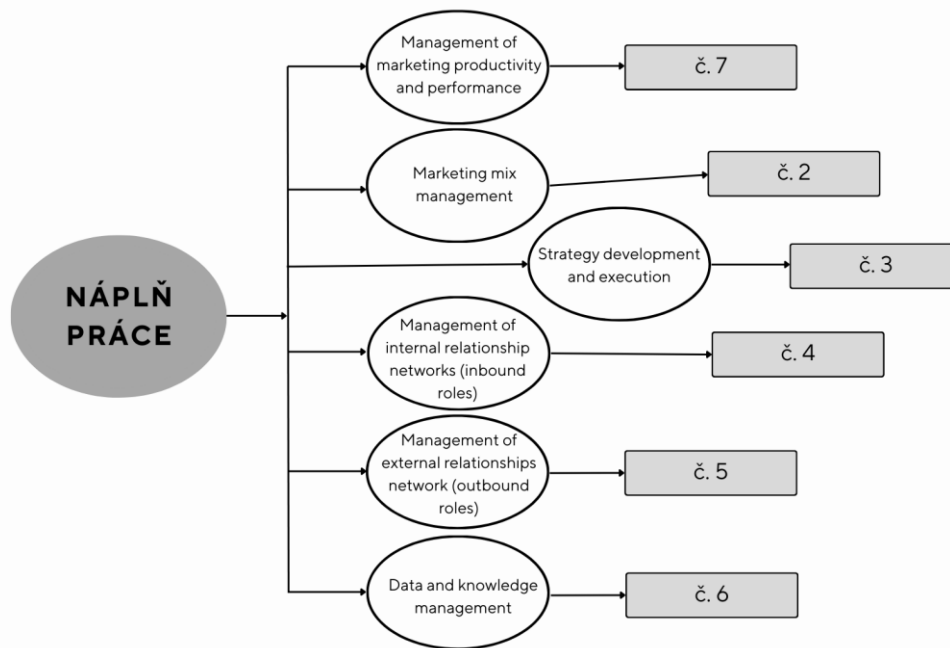 NÁPLŇ
PRÁCE
Management of
marketing productivity
and performance
č. 7
Marketing mix
management
č. 2
Strategy development
and execution
č. 3
Management of
internal relationship
networks (inbound
roles)
č. 4
Management of
external relationships
network (outbound
roles)
č. 5
Data and knowledge
management
č. 6